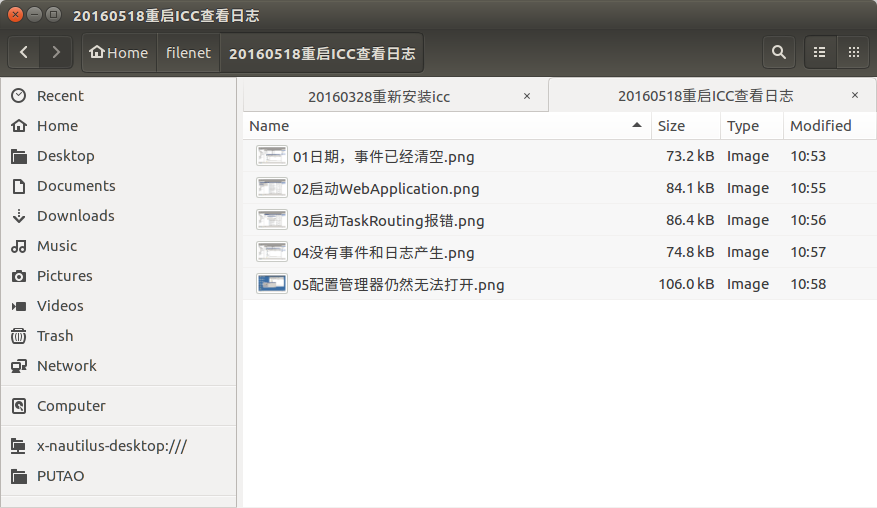 20160518重启ICC查看日志
Home filenet 20160518重启ICC查看日志
Recent
Home
Desktop
Documents
Downloads
Music
Pictures
Videos
Trash
Network
Computer
x-nautilus-desktop:///
PUTAO
20160328重新安装icc × 20160518重启ICC查看日志 ×
Name Size Type Modified
01日期，事件已经清空.png 73.2 kB Image 10:53
02启动WebApplication.png 84.1 kB Image 10:55
03启动TaskRouting报错.png 86.4 kB Image 10:56
04没有事件和日志产生.png 74.8 kB Image 10:57
05配置管理器仍然无法打开.png 106.0 kB Image 10:58